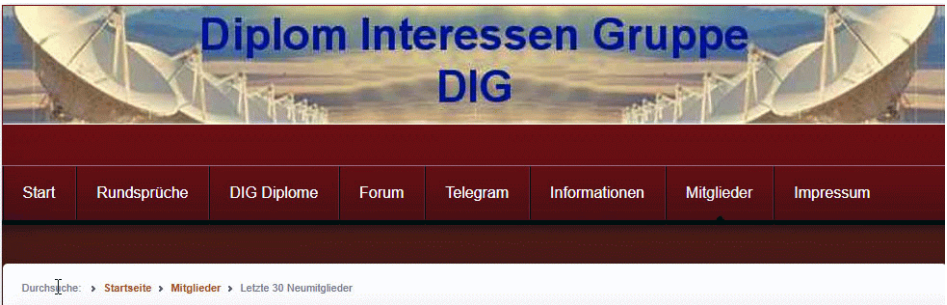 Diplom Interessen Gruppe
DIG
Start Rundsprüche DIG Diplome Forum Telegram Informationen Mitglieder Impressum
Durchsuche: › Startseite › Mitglieder › Letzte 30 Neumitglieder